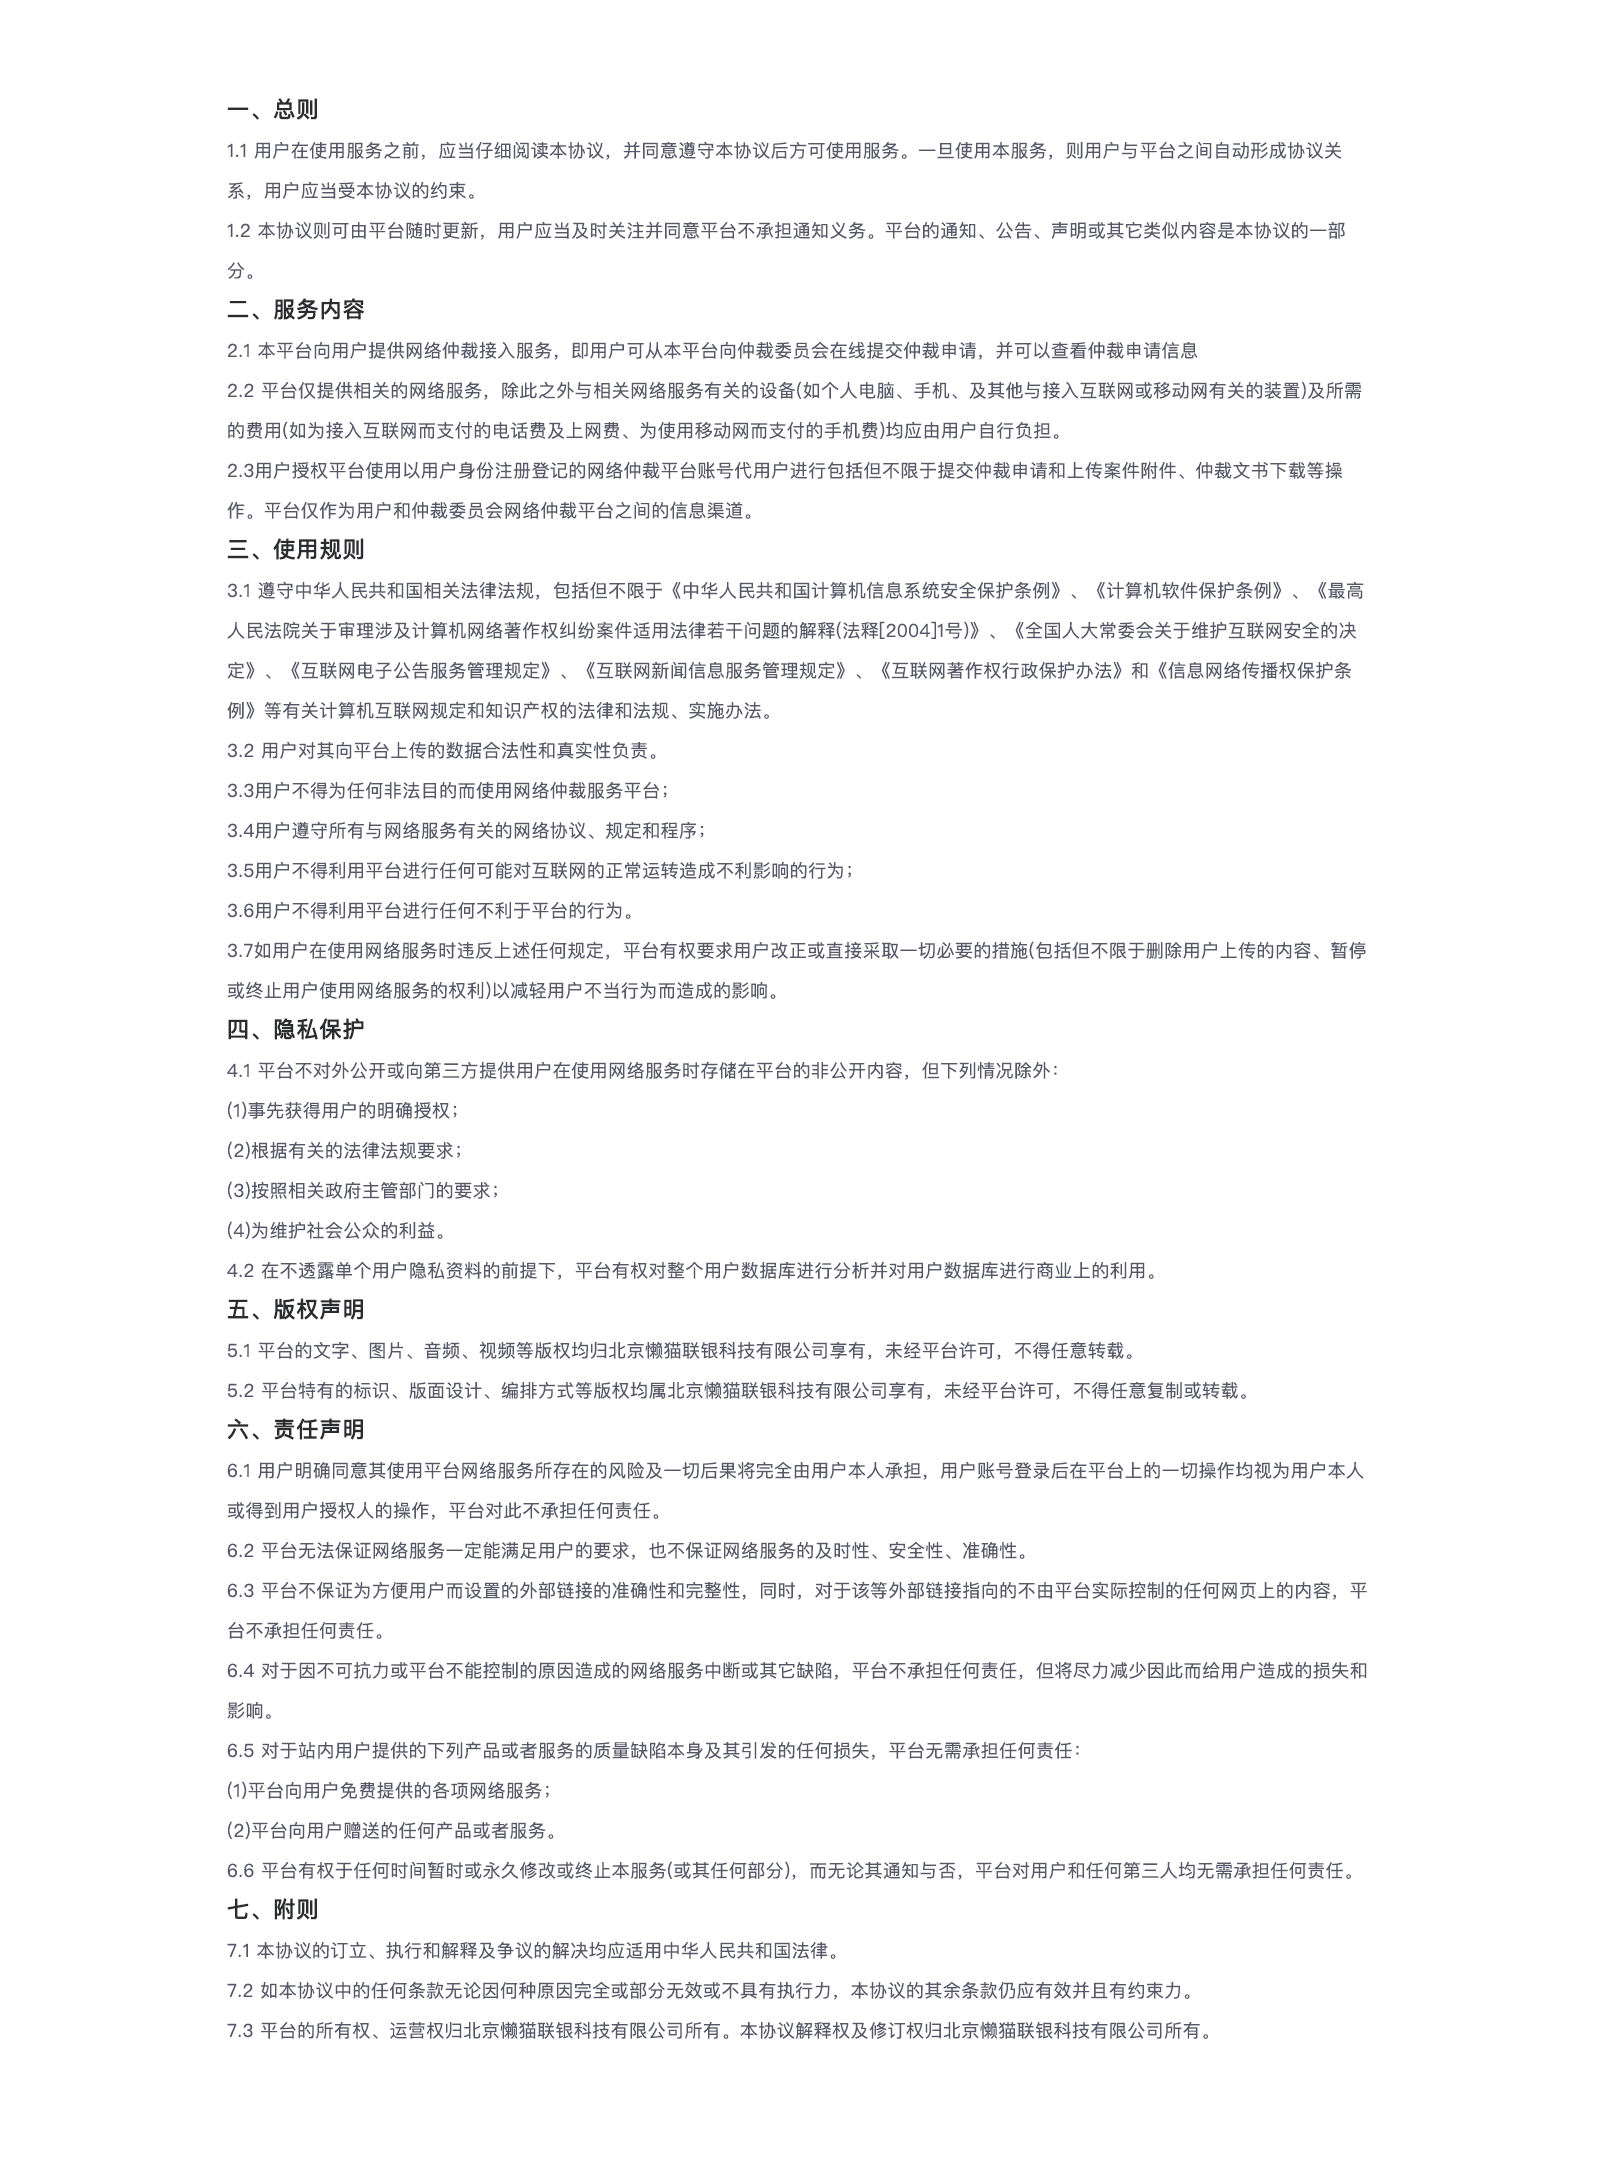 一、总则
1.1 用户在使用服务之前，应当仔细阅读本协议，并同意遵守本协议后方可使用服务。一旦使用本服务，则用户与平台之间自动形成协议关
系，用户应当受本协议的约束。
1.2 本协议则可由平台随时更新，用户应当及时关注并同意平台不承担通知义务。平台的通知、公告、声明或其它类似内容是本协议的一部
分。
二、服务内容
2.1 本平台向用户提供网络仲裁接入服务，即用户可从本平台向仲裁委员会在线提交仲裁申请，并可以查看仲裁申请信息
2.2 平台仅提供相关的网络服务，除此之外与相关网络服务有关的设备(如个人电脑、手机、及其他与接入互联网或移动网有关的装置)及所需
的费用(如为接入互联网而支付的电话费及上网费、为使用移动网而支付的手机费)均应由用户自行负担。
2.3用户授权平台使用以用户身份注册登记的网络仲裁平台账号代用户进行包括但不限于提交仲裁申请和上传案件附件、仲裁文书下载等操
作。平台仅作为用户和仲裁委员会网络仲裁平台之间的信息渠道。
三、使用规则
3.1 遵守中华人民共和国相关法律法规，包括但不限于《中华人民共和国计算机信息系统安全保护条例》、《计算机软件保护条例》、《最高
人民法院关于审理涉及计算机网络著作权纠纷案件适用法律若干问题的解释(法释[2004]1号)》、《全国人大常委会关于维护互联网安全的决
定》、《互联网电子公告服务管理规定》、《互联网新闻信息服务管理规定》、《互联网著作权行政保护办法》和《信息网络传播权保护条
例》等有关计算机互联网规定和知识产权的法律和法规、实施办法。
3.2 用户对其向平台上传的数据合法性和真实性负责。
3.3用户不得为任何非法目的而使用网络仲裁服务平台；
3.4用户遵守所有与网络服务有关的网络协议、规定和程序；
3.5用户不得利用平台进行任何可能对互联网的正常运转造成不利影响的行为；
3.6用户不得利用平台进行任何不利于平台的行为。
3.7如用户在使用网络服务时违反上述任何规定，平台有权要求用户改正或直接采取一切必要的措施(包括但不限于删除用户上传的内容、暂停
或终止用户使用网络服务的权利)以减轻用户不当行为而造成的影响。
四、隐私保护
4.1 平台不对外公开或向第三方提供用户在使用网络服务时存储在平台的非公开内容，但下列情况除外：
(1)事先获得用户的明确授权；
(2)根据有关的法律法规要求；
(3)按照相关政府主管部门的要求；
(4)为维护社会公众的利益。
4.2 在不透露单个用户隐私资料的前提下，平台有权对整个用户数据库进行分析并对用户数据库进行商业上的利用。
五、版权声明
5.1 平台的文字、图片、音频、视频等版权均归北京懒猫联银科技有限公司享有，未经平台许可，不得任意转载。
5.2 平台特有的标识、版面设计、编排方式等版权均属北京懒猫联银科技有限公司享有，未经平台许可，不得任意复制或转载。
六、责任声明
6.1 用户明确同意其使用平台网络服务所存在的风险及一切后果将完全由用户本人承担，用户账号登录后在平台上的一切操作均视为用户本人
或得到用户授权人的操作，平台对此不承担任何责任。
6.2 平台无法保证网络服务一定能满足用户的要求，也不保证网络服务的及时性、安全性、准确性。
6.3 平台不保证为方便用户而设置的外部链接的准确性和完整性，同时，对于该等外部链接指向的不由平台实际控制的任何网页上的内容，平
台不承担任何责任。
6.4 对于因不可抗力或平台不能控制的原因造成的网络服务中断或其它缺陷，平台不承担任何责任，但将尽力减少因此而给用户造成的损失和
影响。
6.5 对于站内用户提供的下列产品或者服务的质量缺陷本身及其引发的任何损失，平台无需承担任何责任：
(1)平台向用户免费提供的各项网络服务；
(2)平台向用户赠送的任何产品或者服务。
6.6 平台有权于任何时间暂时或永久修改或终止本服务(或其任何部分)，而无论其通知与否，平台对用户和任何第三人均无需承担任何责任。
七、附则
7.1 本协议的订立、执行和解释及争议的解决均应适用中华人民共和国法律。
7.2 如本协议中的任何条款无论因何种原因完全或部分无效或不具有执行力，本协议的其余条款仍应有效并且有约束力。
7.3 平台的所有权、运营权归北京懒猫联银科技有限公司所有。本协议解释权及修订权归北京懒猫联银科技有限公司所有。